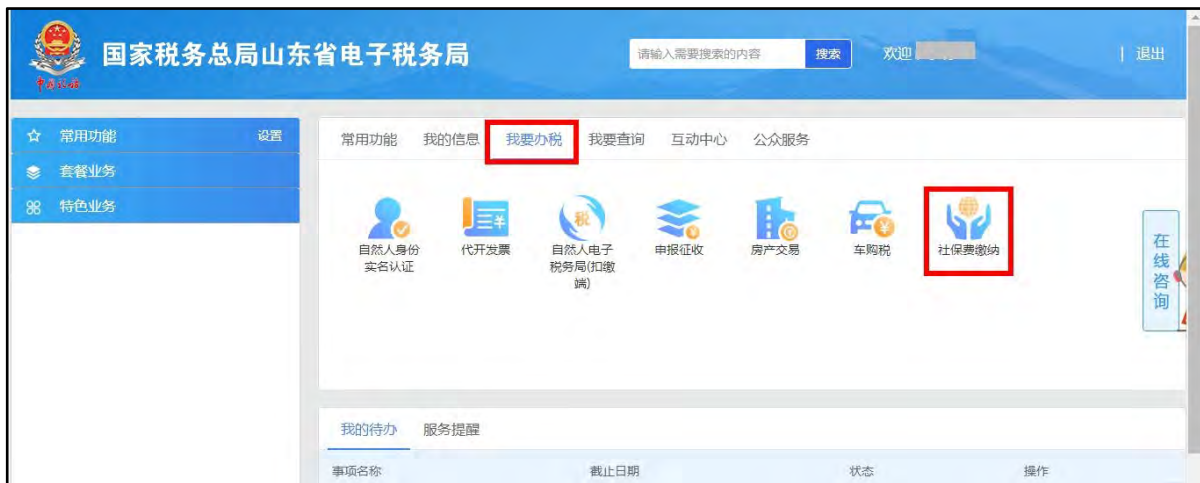 国家税务总局山东省电子税务局
请输入需要搜索的内容
搜索
欢迎
退出
中国税务
常用功能
设置
套餐业务
特色业务
常用功能
我的信息
我要办税
我要查询
互动中心
公众服务
自然人身份
实名认证
代开发票
税
自然人电子
税务局(扣缴
端)
申报征收
房产交易
车购税
社保费缴纳
在线咨询
我的待办
服务提醒
事项名称
截止日期
状态
操作